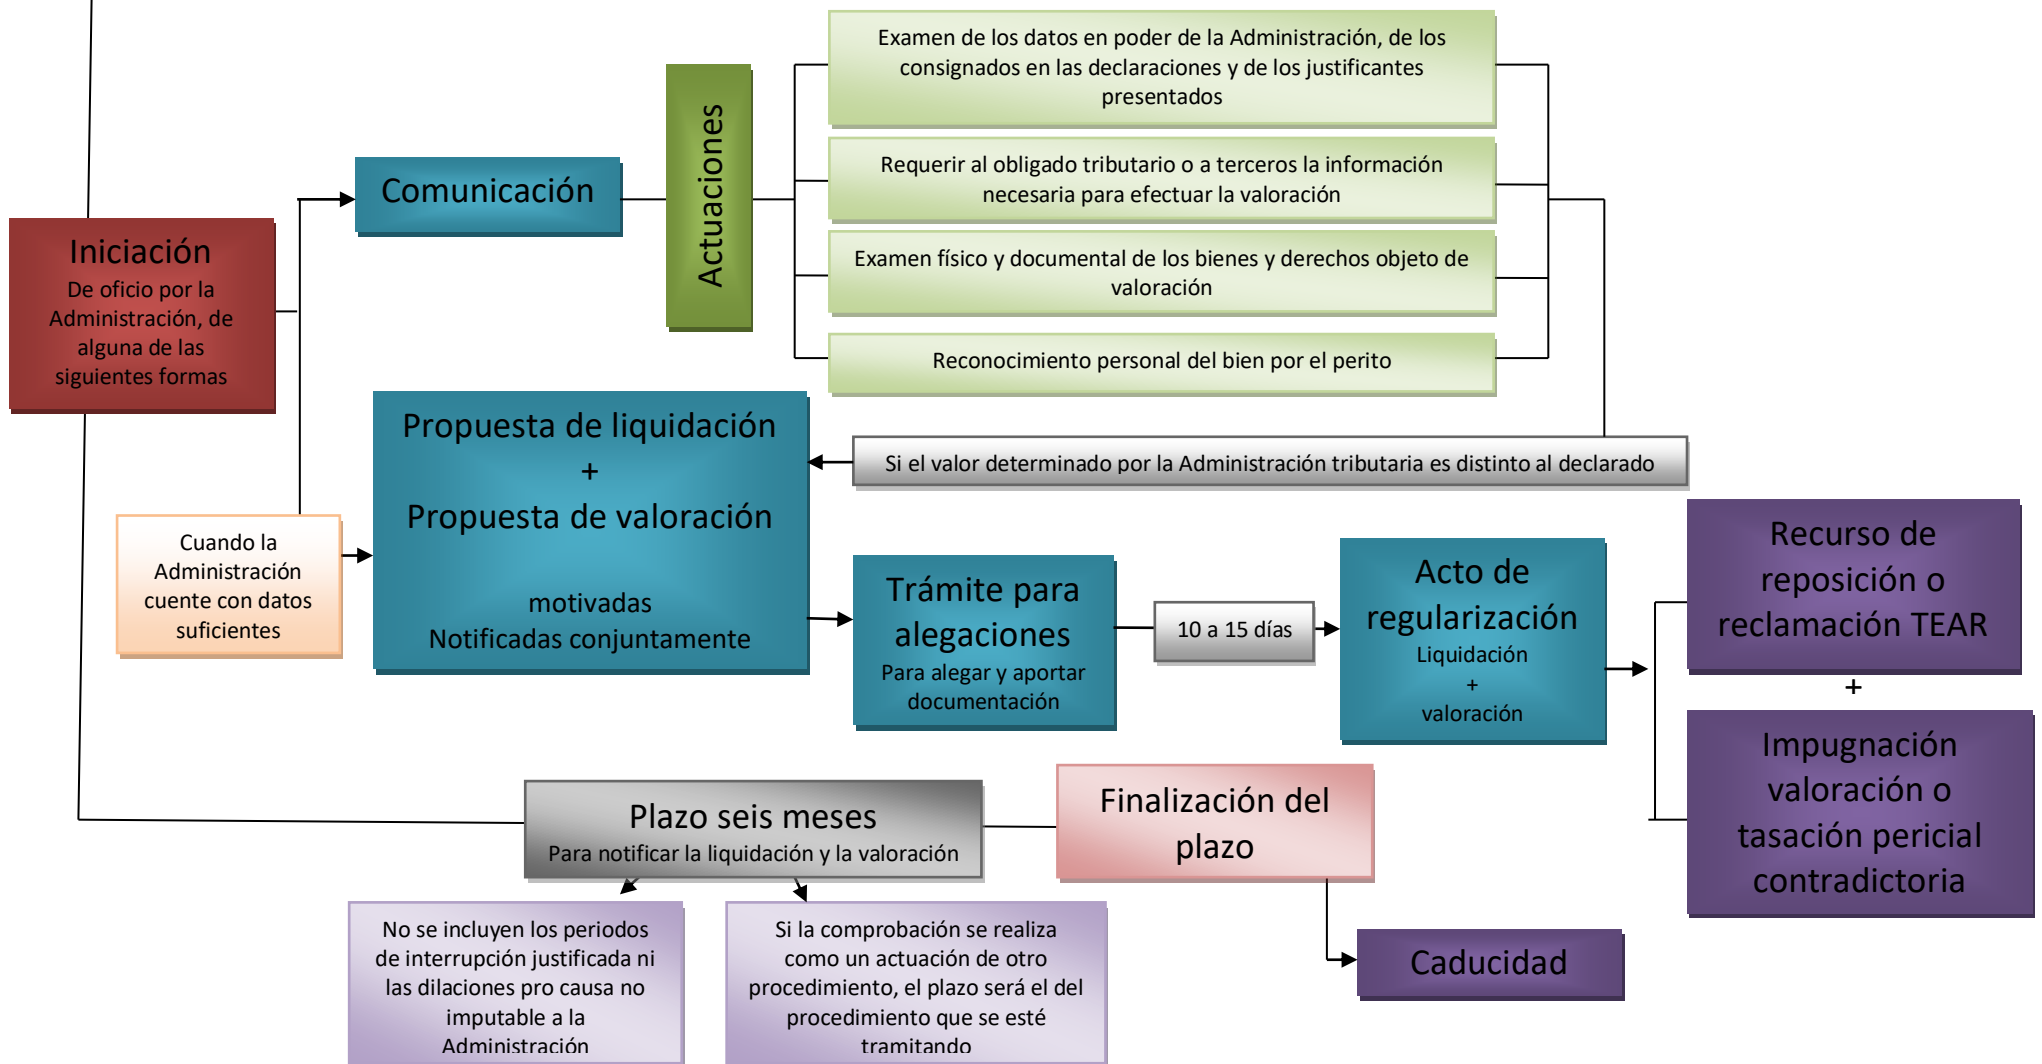 Examen de los datos en poder de la Administración, de los
consignados en las declaraciones y de los justificantes
presentados
Actuaciones
Requerir al obligado tributario o a terceros la información
necesaria para efectuar la valoración
Comunicación
Iniciación
De oficio por la
Administración, de
alguna de las
siguientes formas
Examen físico y documental de los bienes y derechos objeto de
valoración
Reconocimiento personal del bien por el perito
Propuesta de liquidación
+
Propuesta de valoración
motivadas
Notificadas conjuntamente
Si el valor determinado por la Administración tributaria es distinto al declarado
Cuando la
Administración
cuente con datos
suficientes
Trámite para
alegaciones
Para alegar y aportar
documentación
10 a 15 días
Acto de
regularización
Liquidación
+
valoración
Recurso de
reposición o
reclamación TEAR
+
Impugnación
valoración o
tasación pericial
contradictoria
Plazo seis meses
Para notificar la liquidación y la valoración
Finalización del
plazo
Caducidad
No se incluyen los periodos
de interrupción justificada ni
las dilaciones pro causa no
imputable a la
Administración
Si la comprobación se realiza
como un actuación de otro
procedimiento, el plazo será el del
procedimiento que se esté
tramitando